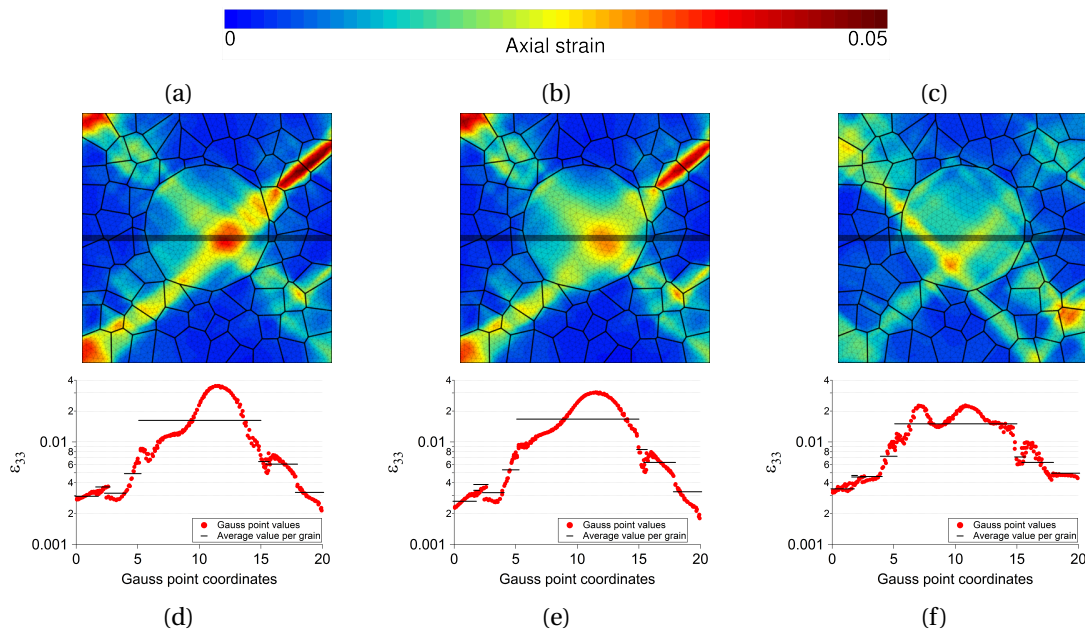 0 0.05
Axial strain
(a) (b) (c)
4
2
0.01
8
6
4
2
0.001
ε33
Gauss point values
Average value per grain
0 5 10 15 20
Gauss point coordinates
4
2
0.01
8
6
4
2
0.001
ε33
Gauss point values
Average value per grain
0 5 10 15 20
Gauss point coordinates
4
2
0.01
8
6
4
2
0.001
ε33
Gauss point values
Average value per grain
0 5 10 15 20
Gauss point coordinates
(d) (e) (f)